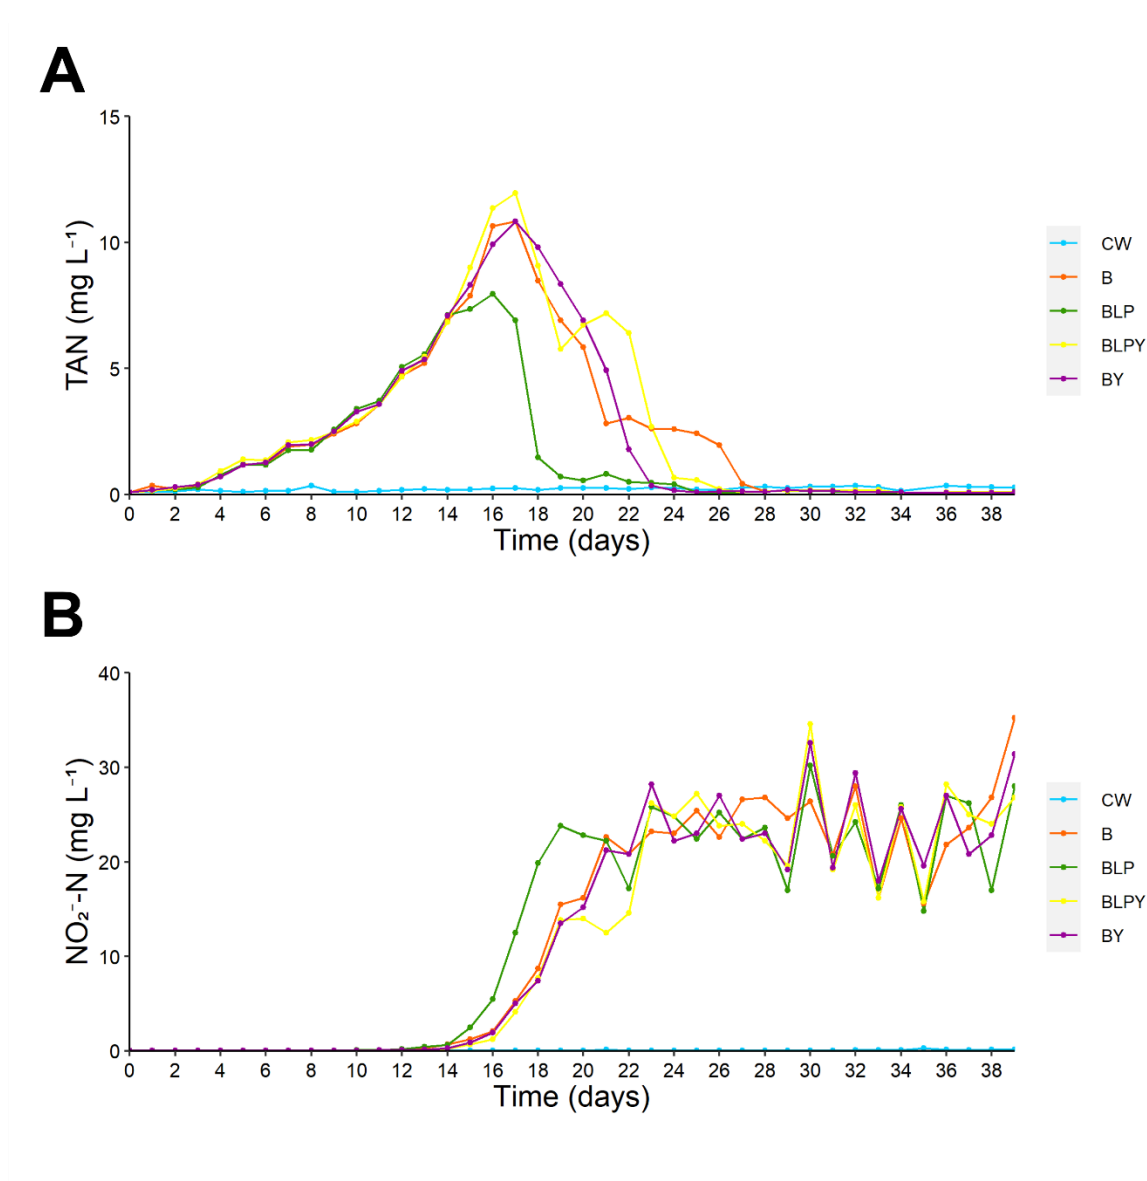 A
15
10
5
0
TAN (mg L⁻¹)
0 2 4 6 8 10 12 14 16 18 20 22 24 26 28 30 32 34 36 38
Time (days)
CW
B
BLP
BLPY
BY
B
40
30
20
10
0
NO₂⁻-N (mg L⁻¹)
0 2 4 6 8 10 12 14 16 18 20 22 24 26 28 30 32 34 36 38
Time (days)
CW
B
BLP
BLPY
BY